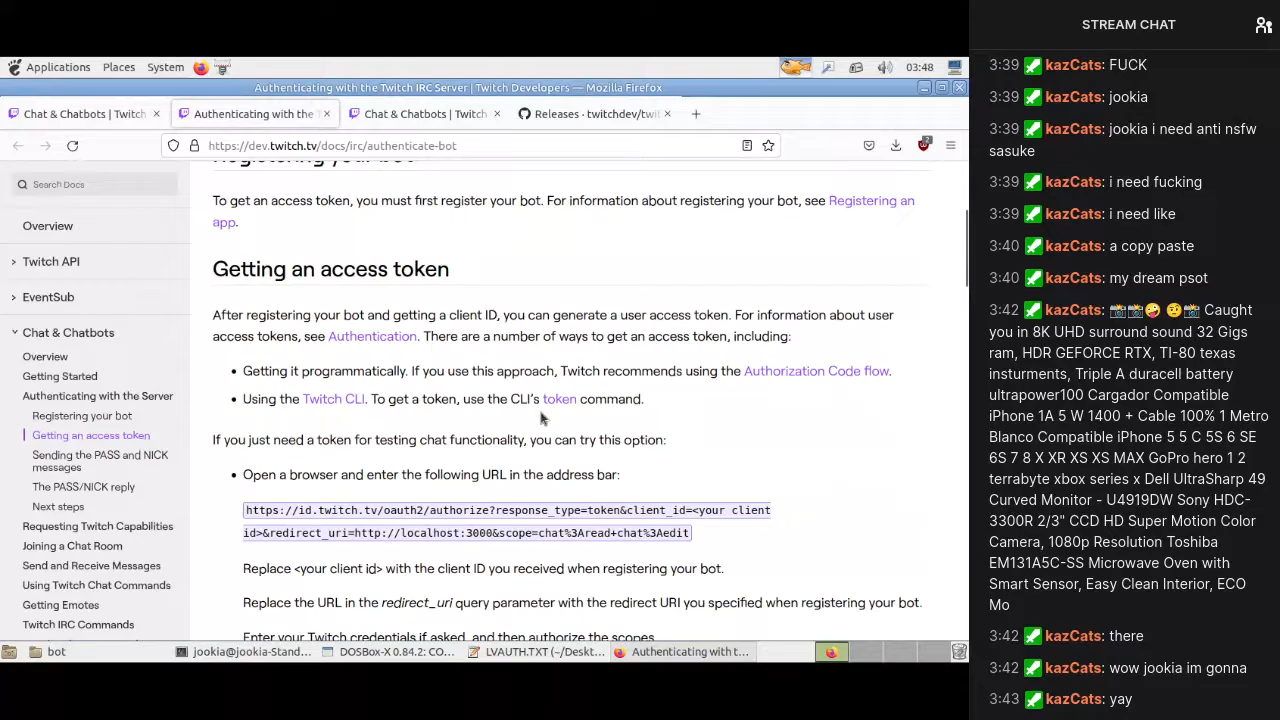 STREAM CHAT
Applications Places System
03:48
Authenticating with the Twitch IRC Server | Twitch Developers — Mozilla Firefox
Chat & Chatbots | Twitch
Authenticating with the T
Chat & Chatbots | Twitch
Releases · twitchdev/twi
https://dev.twitch.tv/docs/irc/authenticate-bot
2
Search Docs
Overview
Twitch API
EventSub
Chat & Chatbots
Overview
Getting Started
Authenticating with the Server
Registering your bot
Getting an access token
Sending the PASS and NICK
messages
The PASS/NICK reply
Next steps
Requesting Twitch Capabilities
Joining a Chat Room
Send and Receive Messages
Using Twitch Chat Commands
Getting Emotes
Twitch IRC Commands
Registering your bot
To get an access token, you must first register your bot. For information about registering your bot, see Registering an
app.
Getting an access token
After registering your bot and getting a client ID, you can generate a user access token. For information about user
access tokens, see Authentication. There are a number of ways to get an access token, including:
• Getting it programmatically. If you use this approach, Twitch recommends using the Authorization Code flow.
• Using the Twitch CLI. To get a token, use the CLI's token command.
If you just need a token for testing chat functionality, you can try this option:
• Open a browser and enter the following URL in the address bar:
https://id.twitch.tv/oauth2/authorize?response_type=token&client_id=<your client
id>&redirect_uri=http://localhost:3000&scope=chat%3Aread+chat%3Aedit
Replace <your client id> with the client ID you received when registering your bot.
Replace the URL in the redirect_uri query parameter with the redirect URI you specified when registering your bot.
Enter your Twitch credentials if asked, and then authorize the scopes.
bot
jookia@jookia-Stand...
DOSBox-X 0.84.2: CO...
LVAUTH.TXT (~/Deskt...
Authenticating with t...
3:39 kazCats: FUCK
3:39 kazCats: jookia
3:39 kazCats: jookia i need anti nsfw
sasuke
3:39 kazCats: i need fucking
3:39 kazCats: i need like
3:40 kazCats: a copy paste
3:40 kazCats: my dream psot
3:42 kazCats: 📸📸🤪 🤨📸 Caught
you in 8K UHD surround sound 32 Gigs
ram, HDR GEFORCE RTX, TI-80 texas
insturments, Triple A duracell battery
ultrapower100 Cargador Compatible
iPhone 1A 5 W 1400 + Cable 100% 1 Metro
Blanco Compatible iPhone 5 5 C 5S 6 SE
6S 7 8 X XR XS XS MAX GoPro hero 1 2
terrabyte xbox series x Dell UltraSharp 49
Curved Monitor - U4919DW Sony HDC-
3300R 2/3" CCD HD Super Motion Color
Camera, 1080p Resolution Toshiba
EM131A5C-SS Microwave Oven with
Smart Sensor, Easy Clean Interior, ECO
Mo
3:42 kazCats: there
3:42 kazCats: wow jookia im gonna
3:43 kazCats: yay